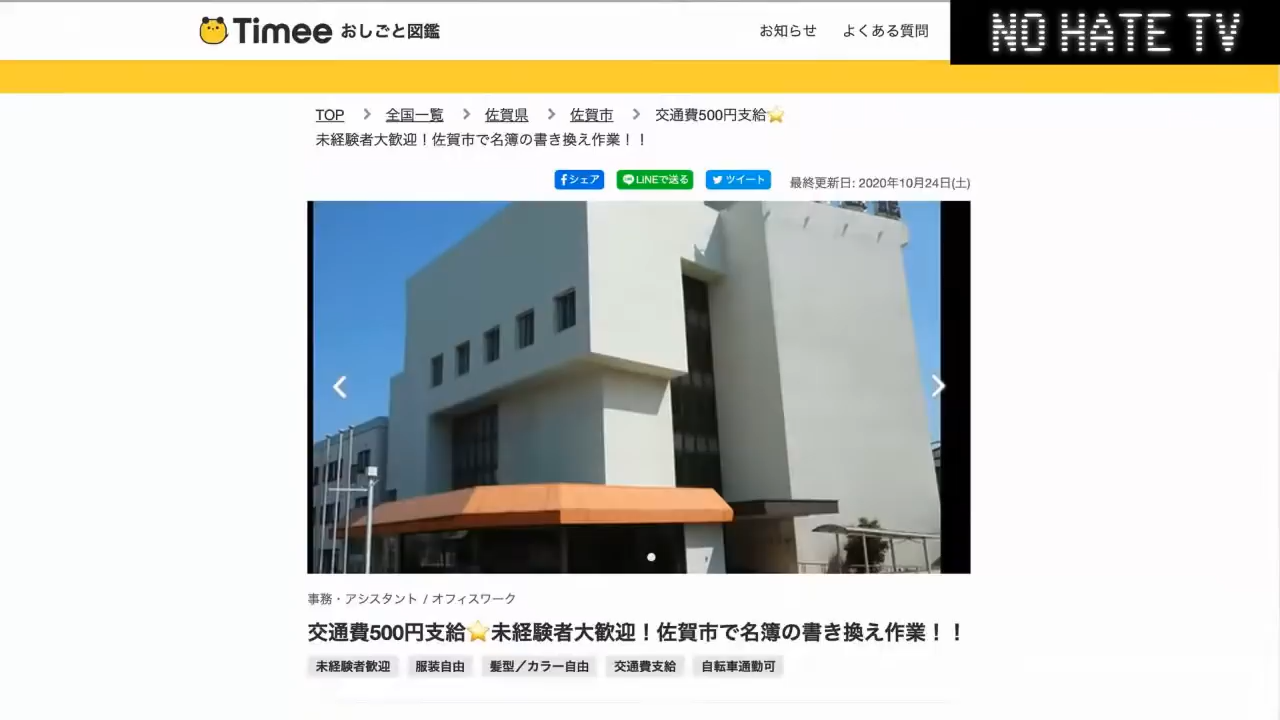 Timee おしごと図鑑
お知らせ よくある質問
NO HATE TV
TOP 全国一覧 佐賀県 佐賀市 交通費500円支給⭐
未経験者大歓迎！佐賀市で名簿の書き換え作業！！
シェア LINEで送る ツイート 最終更新日: 2020年10月24日(土)
事務・アシスタント / オフィスワーク
交通費500円支給⭐未経験者大歓迎！佐賀市で名簿の書き換え作業！！
未経験者歓迎 服装自由 髪型／カラー自由 交通費支給 自転車通勤可